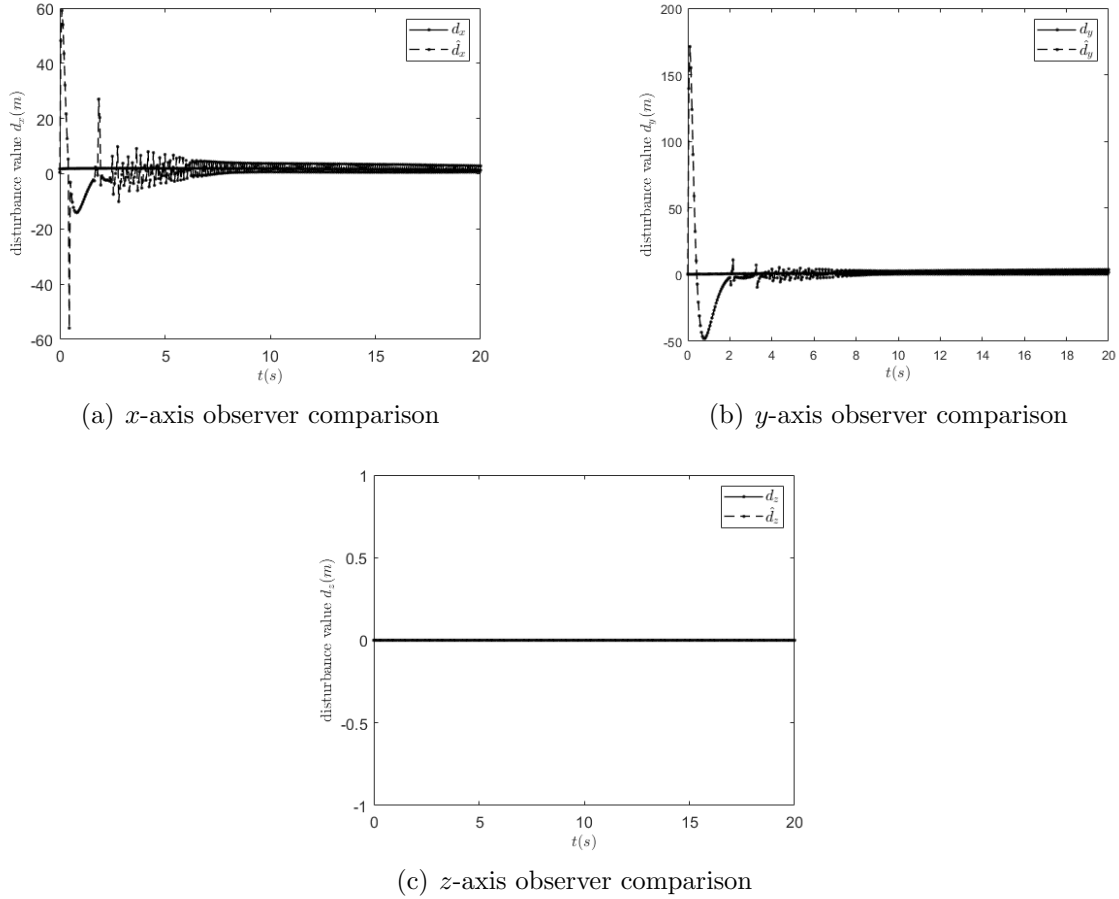 60
40
20
0
-20
-40
-60
disturbance value $d_x(m)$
$d_x$
$\hat{d}_x$
0 5 10 15 20
$t(s)$
(a) x-axis observer comparison
200
150
100
50
0
-50
disturbance value $d_y(m)$
$d_y$
$\hat{d}_y$
0 2 4 6 8 10 12 14 16 18 20
$t(s)$
(b) y-axis observer comparison
1
0.5
0
-0.5
-1
disturbance value $d_z(m)$
$d_z$
$\hat{d}_z$
0 5 10 15 20
$t(s)$
(c) z-axis observer comparison